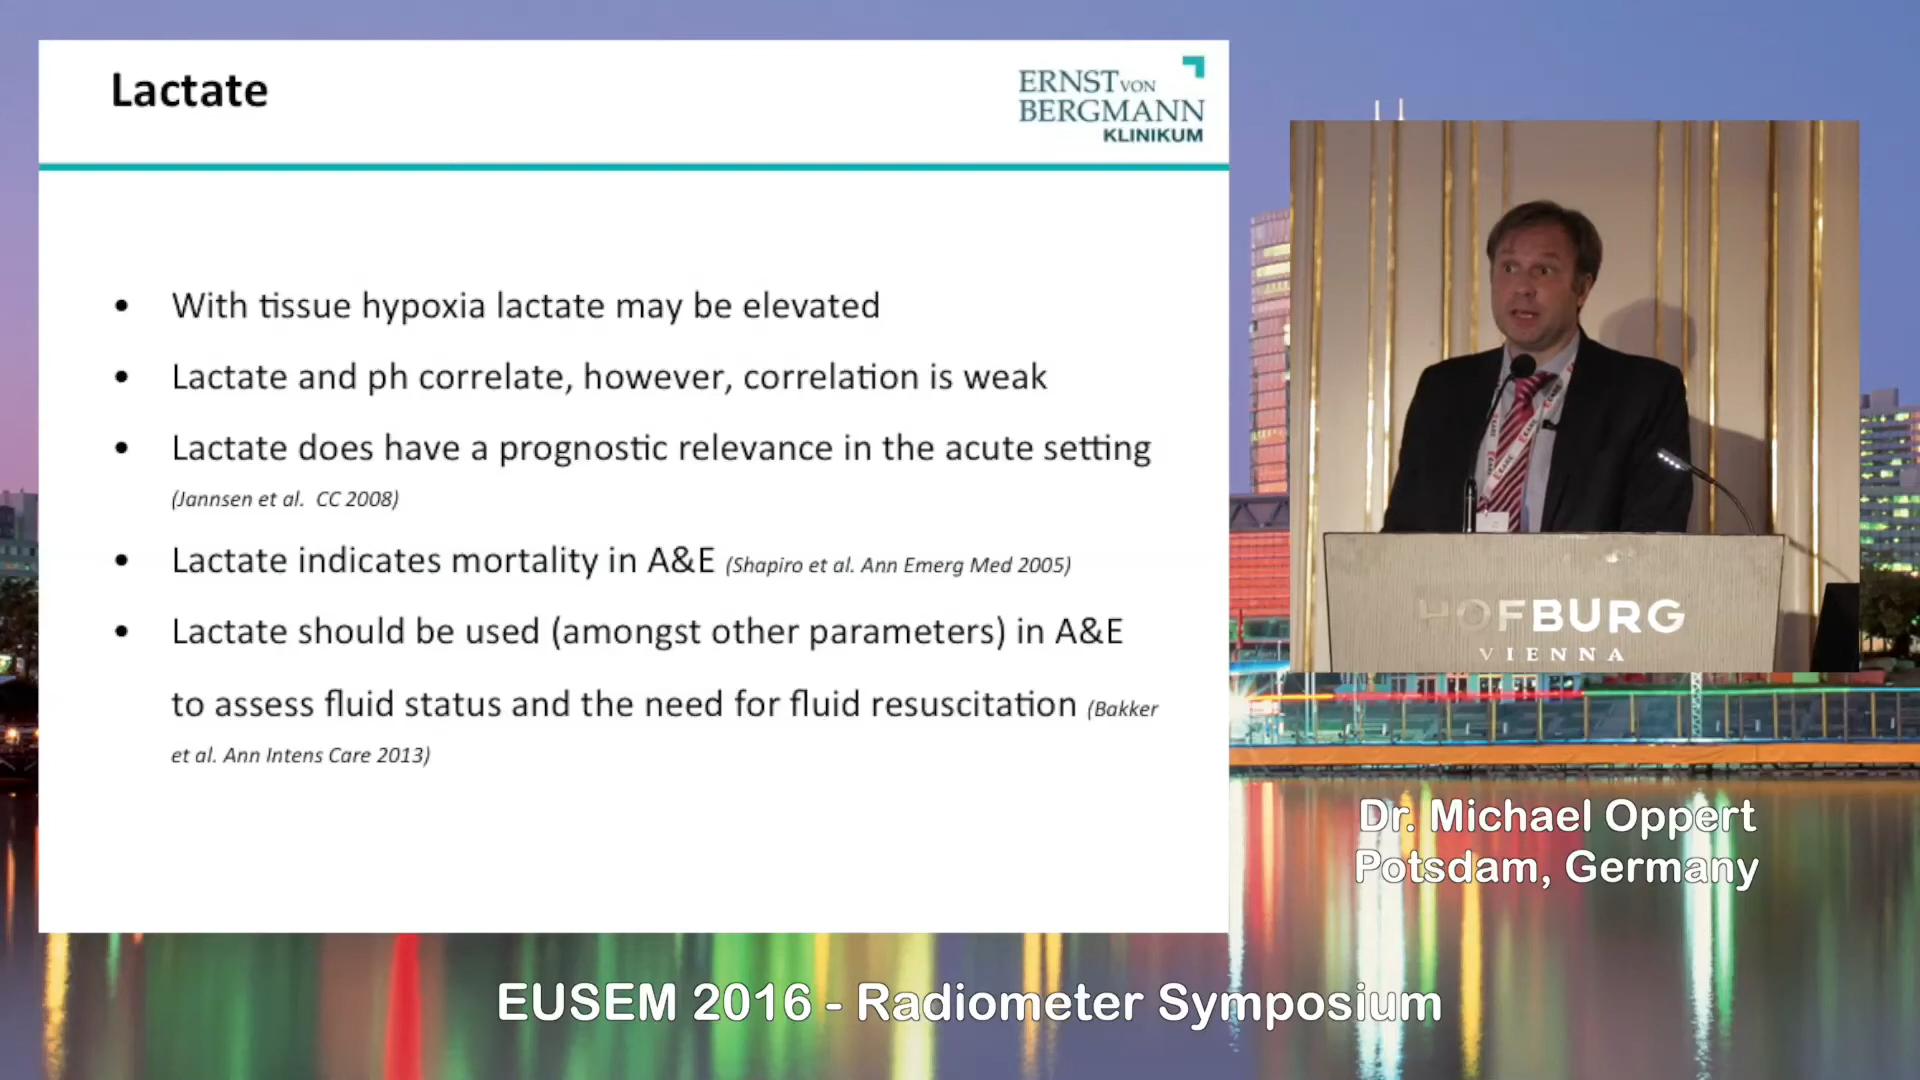 Lactate
ERNST VON
BERGMANN
KLINIKUM
• With tissue hypoxia lactate may be elevated
• Lactate and ph correlate, however, correlation is weak
• Lactate does have a prognostic relevance in the acute setting
(Jannsen et al. CC 2008)
• Lactate indicates mortality in A&E (Shapiro et al. Ann Emerg Med 2005)
• Lactate should be used (amongst other parameters) in A&E
to assess fluid status and the need for fluid resuscitation (Bakker
et al. Ann Intens Care 2013)
HOFBURG
VIENNA
Dr. Michael Oppert
Potsdam, Germany
EUSEM 2016 - Radiometer Symposium